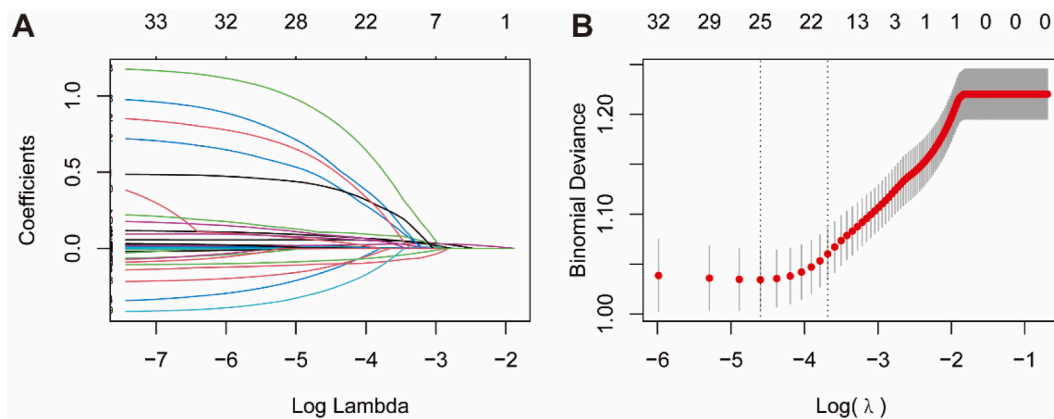 A
33 32 28 22 7 1
Coefficients
1.0
0.5
0.0
−7 −6 −5 −4 −3 −2
Log Lambda
B
32 29 25 22 13 3 1 1 0 0 0
Binomial Deviance
1.20
1.10
1.00
−6 −5 −4 −3 −2 −1
Log( λ )